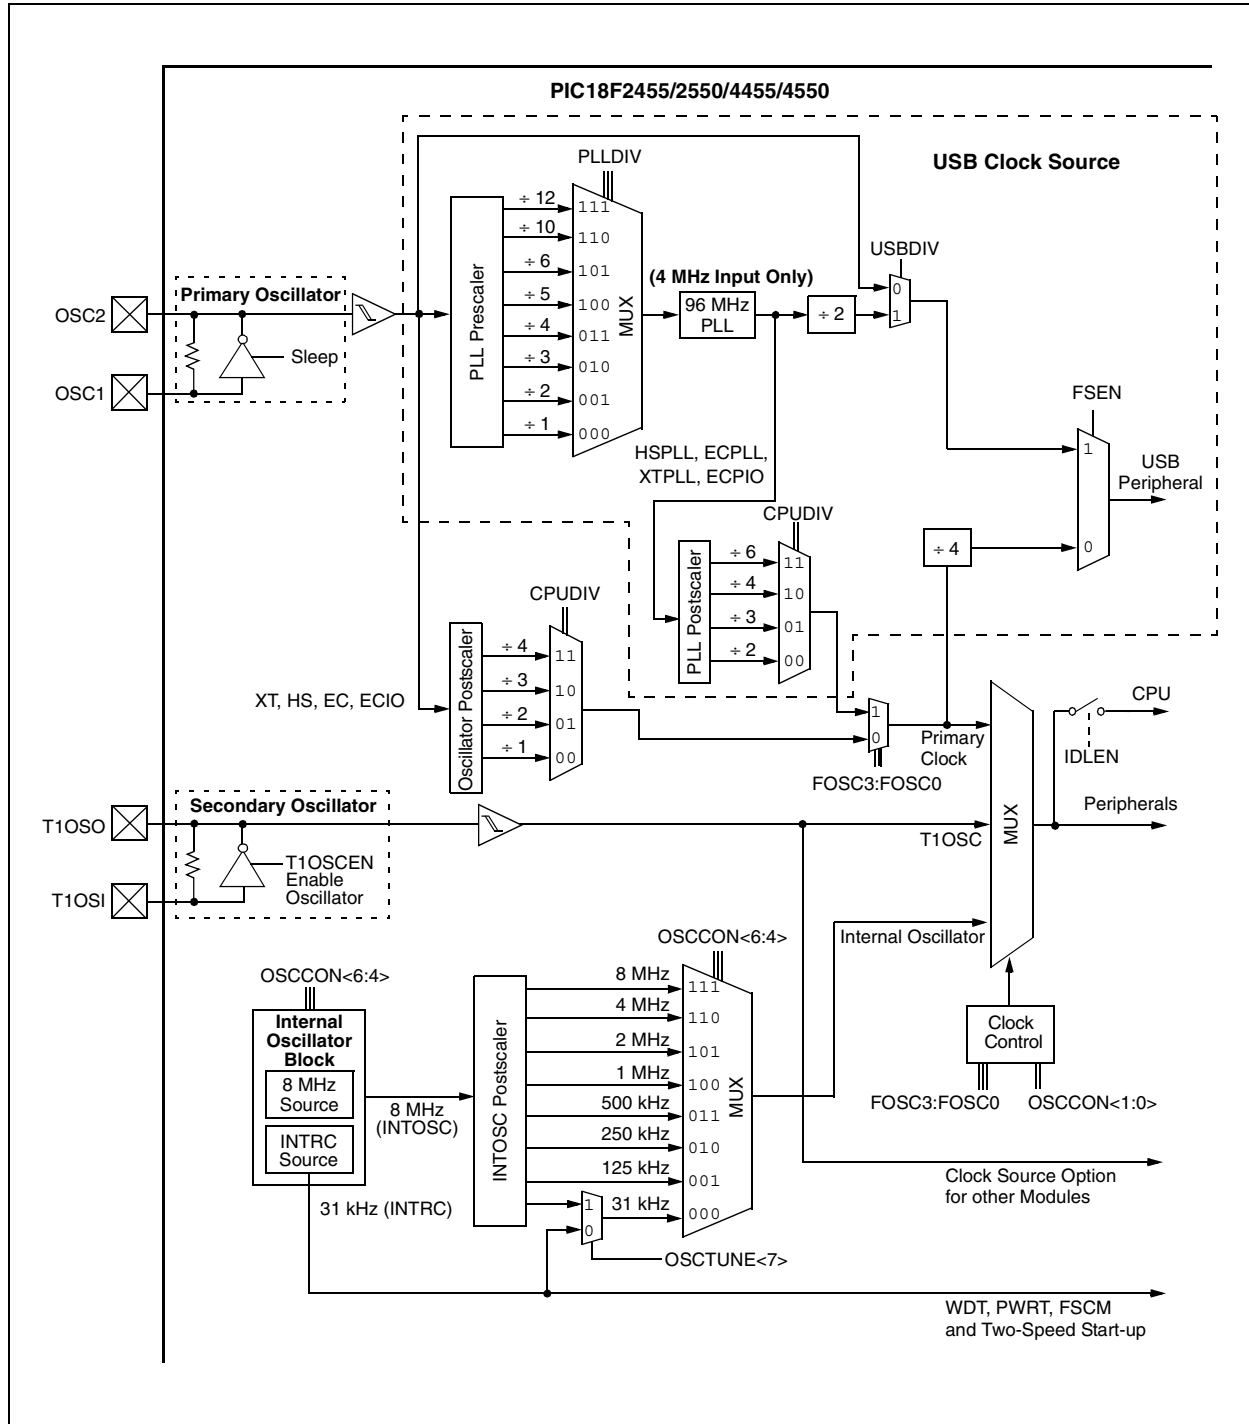 PIC18F2455/2550/4455/4550
USB Clock Source
PLLDIV
÷ 12
111
÷ 10
110
÷ 6
101
÷ 5
100
÷ 4
011
÷ 3
010
÷ 2
001
÷ 1
000
PLL Prescaler
MUX
(4 MHz Input Only)
96 MHz
PLL
÷ 2
USBDIV
0
1
Primary Oscillator
OSC2
OSC1
Sleep
FSEN
1
0
USB
Peripheral
HSPLL, ECPLL,
XTPLL, ECPIO
CPUDIV
PLL Postscaler
÷ 6
11
÷ 4
10
÷ 3
01
÷ 2
00
÷ 4
CPUDIV
XT, HS, EC, ECIO
Oscillator Postscaler
÷ 4
11
÷ 3
10
÷ 2
01
÷ 1
00
1
0
FOSC3:FOSC0
Primary
Clock
CPU
IDLEN
Peripherals
MUX
Secondary Oscillator
T1OSO
T1OSI
T1OSCEN
Enable
Oscillator
T1OSC
Internal Oscillator
OSCCON<6:4>
OSCCON<6:4>
Internal
Oscillator
Block
8 MHz
Source
INTRC
Source
8 MHz
(INTOSC)
31 kHz (INTRC)
INTOSC Postscaler
8 MHz
111
4 MHz
110
2 MHz
101
1 MHz
100
500 kHz
011
250 kHz
010
125 kHz
001
1
0
31 kHz
000
MUX
OSCTUNE<7>
Clock
Control
FOSC3:FOSC0
OSCCON<1:0>
Clock Source Option
for other Modules
WDT, PWRT, FSCM
and Two-Speed Start-up